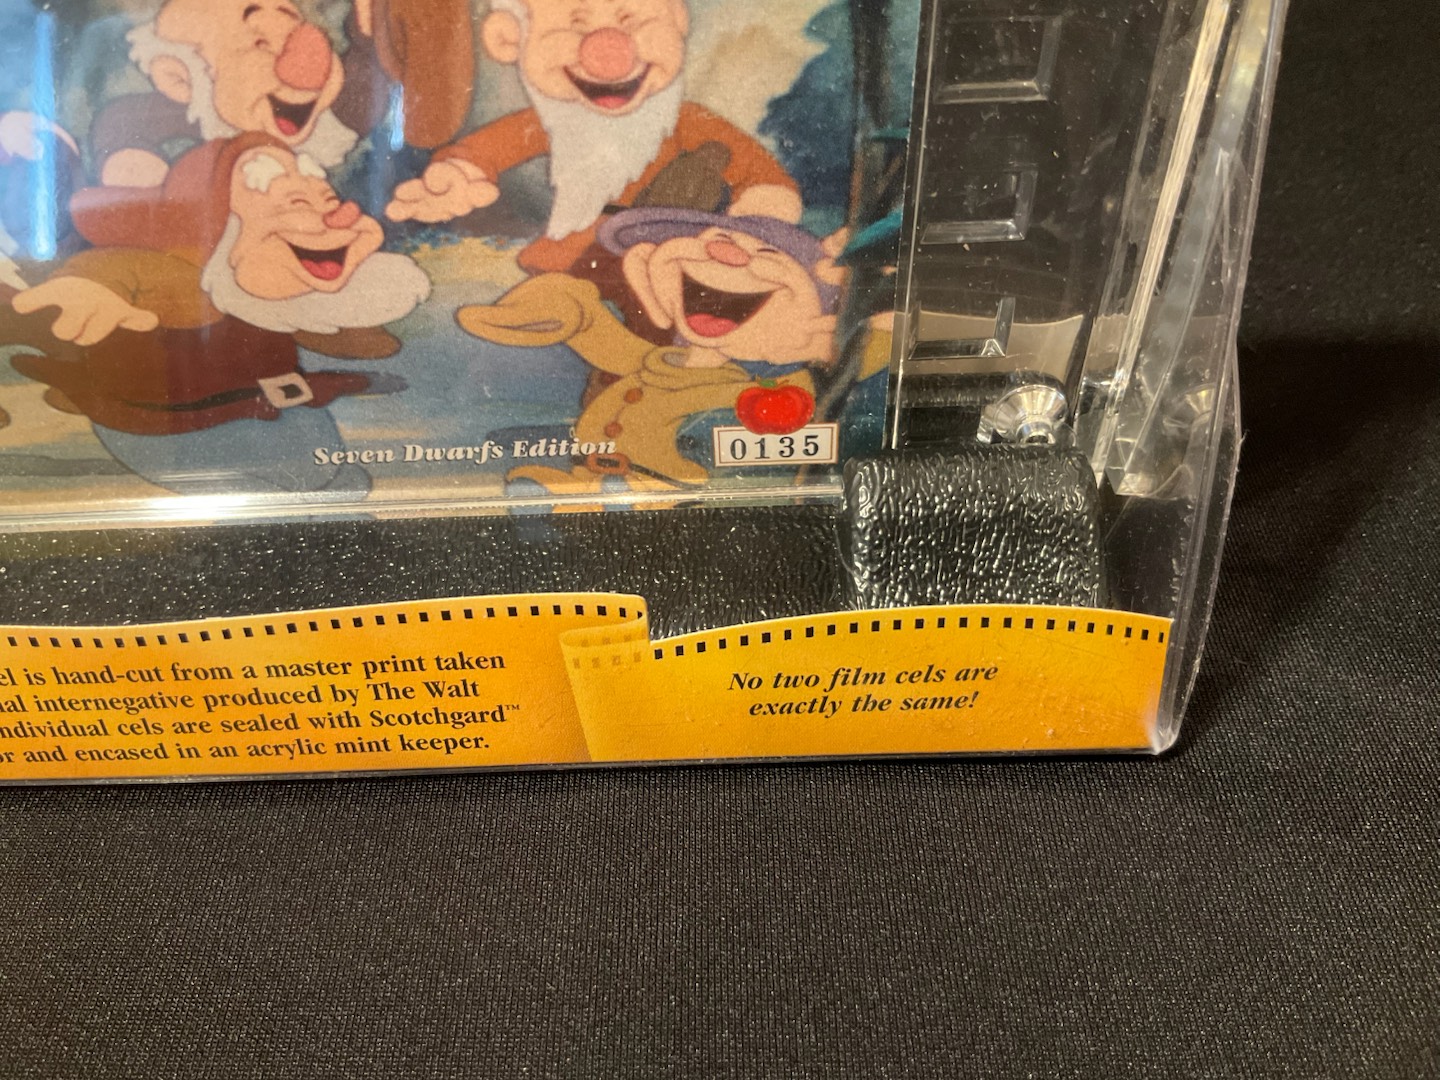 Seven Dwarfs Edition
0135
is hand-cut from a master print taken
internegative produced by The Walt
individual cels are sealed with Scotchgard™
and encased in an acrylic mint keeper.
No two film cels are
exactly the same!